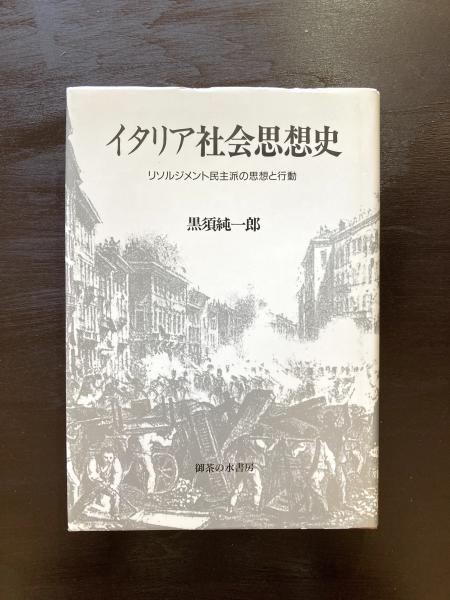 イタリア社会思想史
リソルジメント民主派の思想と行動
黒須純一郎
御茶の水書房